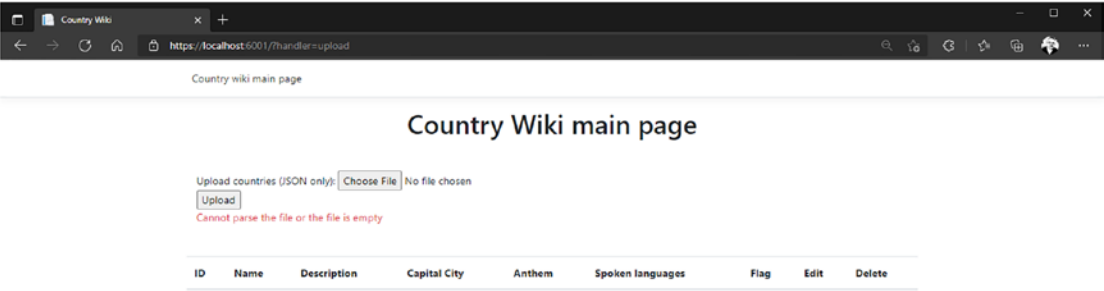 Country Wiki
https://localhost:6001/?handler=upload
Country wiki main page
Country Wiki main page
Upload countries (JSON only): Choose File No file chosen
Upload
Cannot parse the file or the file is empty
ID Name Description Capital City Anthem Spoken languages Flag Edit Delete